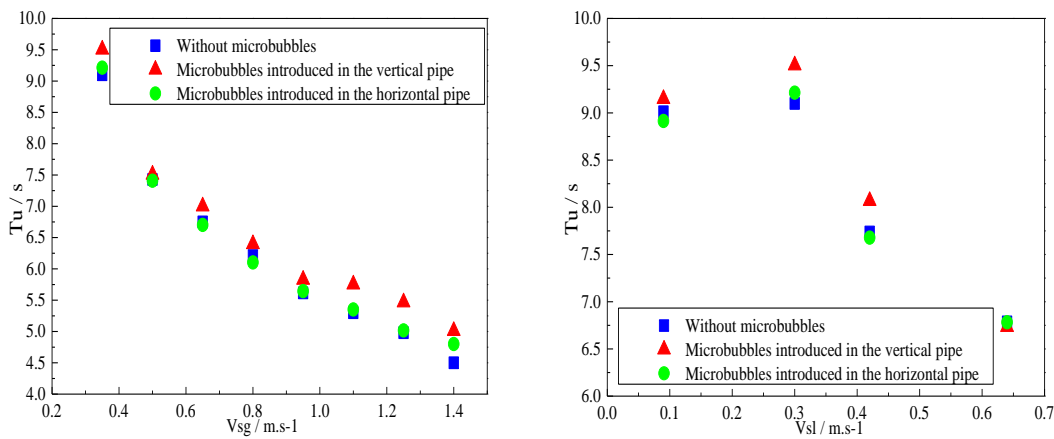 10.0
9.5
9.0
8.5
8.0
7.5
7.0
6.5
6.0
5.5
5.0
4.5
4.0
Tu / s
Without microbubbles
Microbubbles introduced in the vertical pipe
Microbubbles introduced in the horizontal pipe
0.2 0.4 0.6 0.8 1.0 1.2 1.4
Vsg / m.s-1
10.0
9.5
9.0
8.5
8.0
7.5
7.0
6.5
6.0
Tu / s
Without microbubbles
Microbubbles introduced in the vertical pipe
Microbubbles introduced in the horizontal pipe
0.0 0.1 0.2 0.3 0.4 0.5 0.6 0.7
Vsl / m.s-1